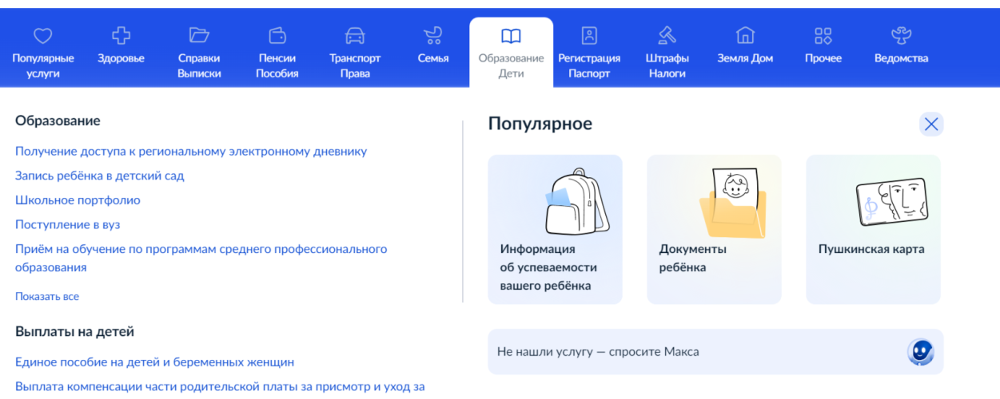 Популярные услуги
Здоровье
Справки Выписки
Пенсии Пособия
Транспорт Права
Семья
Образование Дети
Регистрация Паспорт
Штрафы Налоги
Земля Дом
Прочее
Ведомства
Образование
Получение доступа к региональному электронному дневнику
Запись ребёнка в детский сад
Школьное портфолио
Поступление в вуз
Приём на обучение по программам среднего профессионального
образования
Показать все
Выплаты на детей
Единое пособие на детей и беременных женщин
Выплата компенсации части родительской платы за присмотр и уход за
Популярное
Информация
об успеваемости
вашего ребёнка
Документы
ребёнка
Пушкинская карта
Не нашли услугу — спросите Макса